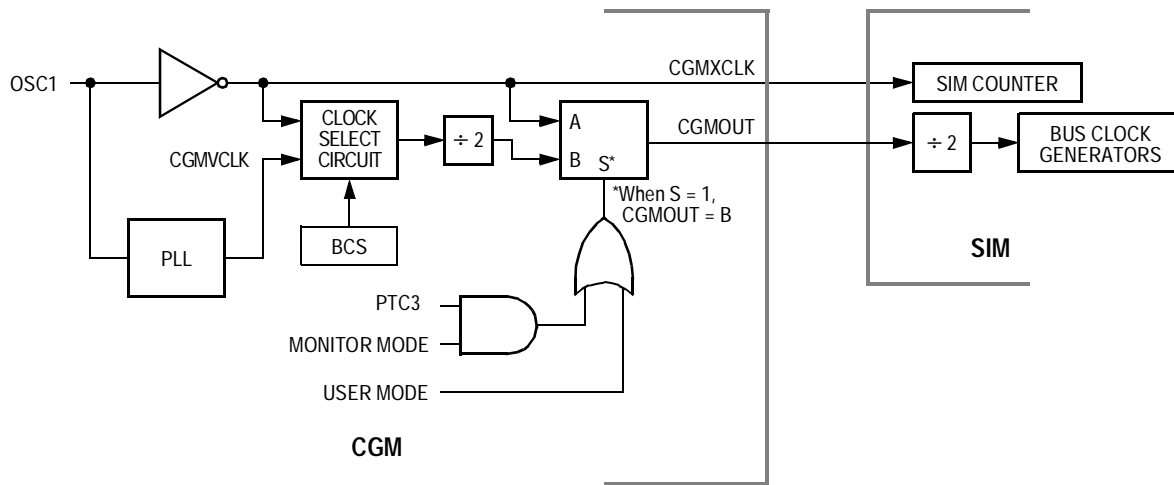 OSC1
CGMXCLK
SIM COUNTER
CLOCK
SELECT
CIRCUIT
÷ 2
A
B
S*
CGMOUT
÷ 2
BUS CLOCK
GENERATORS
CGMVCLK
*When S = 1,
CGMOUT = B
BCS
PLL
SIM
PTC3
MONITOR MODE
USER MODE
CGM